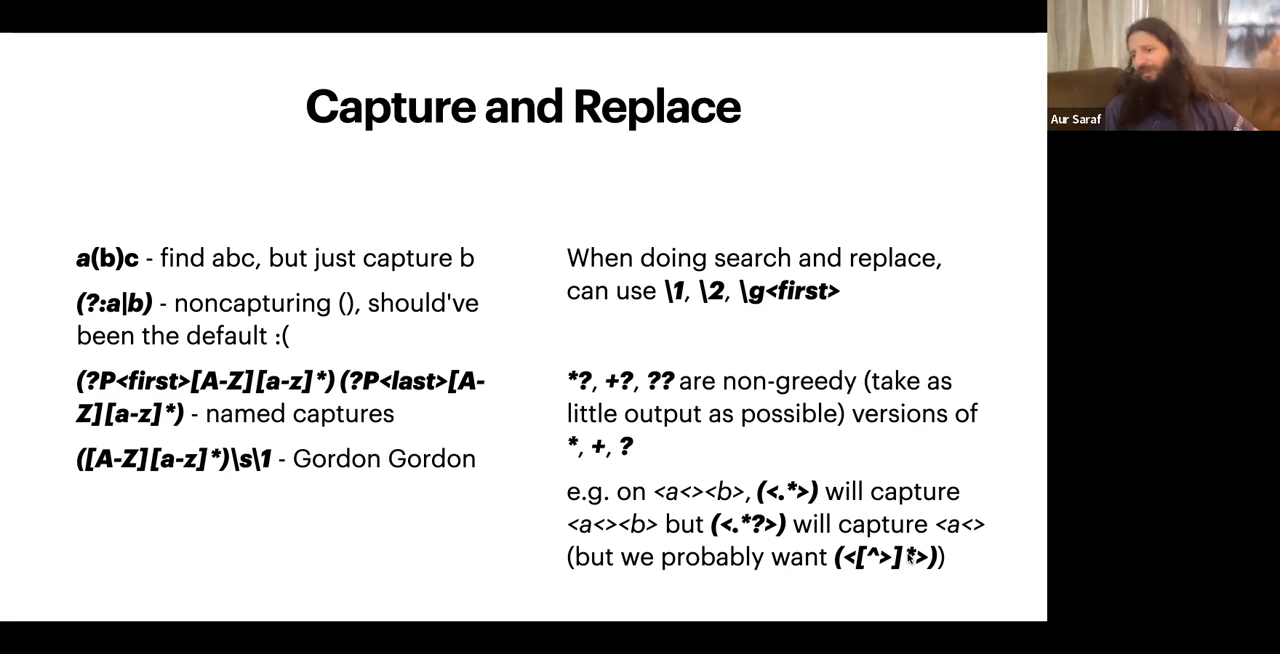 Capture and Replace
Aur Saraf
a(b)c - find abc, but just capture b
(?:a|b) - noncapturing (), should've
been the default :(
(?P<first>[A-Z][a-z]*) (?P<last>[A-
Z][a-z]*) - named captures
([A-Z][a-z]*)\s\1 - Gordon Gordon
When doing search and replace,
can use \1, \2, \g<first>
*?, +?, ?? are non-greedy (take as
little output as possible) versions of
*, +, ?
e.g. on <a<><b>, (<.*>) will capture
<a<><b> but (<.*?>) will capture <a<>
(but we probably want (<[^>]*>))